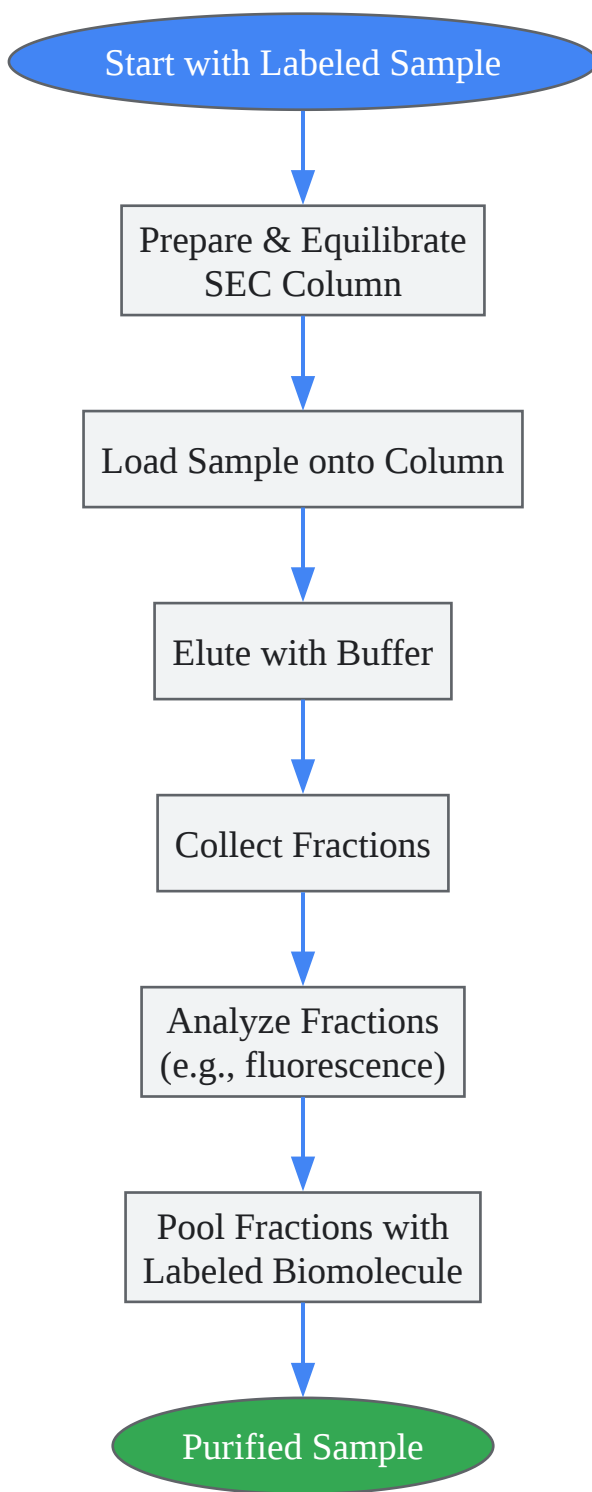 Start with Labeled Sample
Prepare & Equilibrate
SEC Column
Load Sample onto Column
Elute with Buffer
Collect Fractions
Analyze Fractions
(e.g., fluorescence)
Pool Fractions with
Labeled Biomolecule
Purified Sample